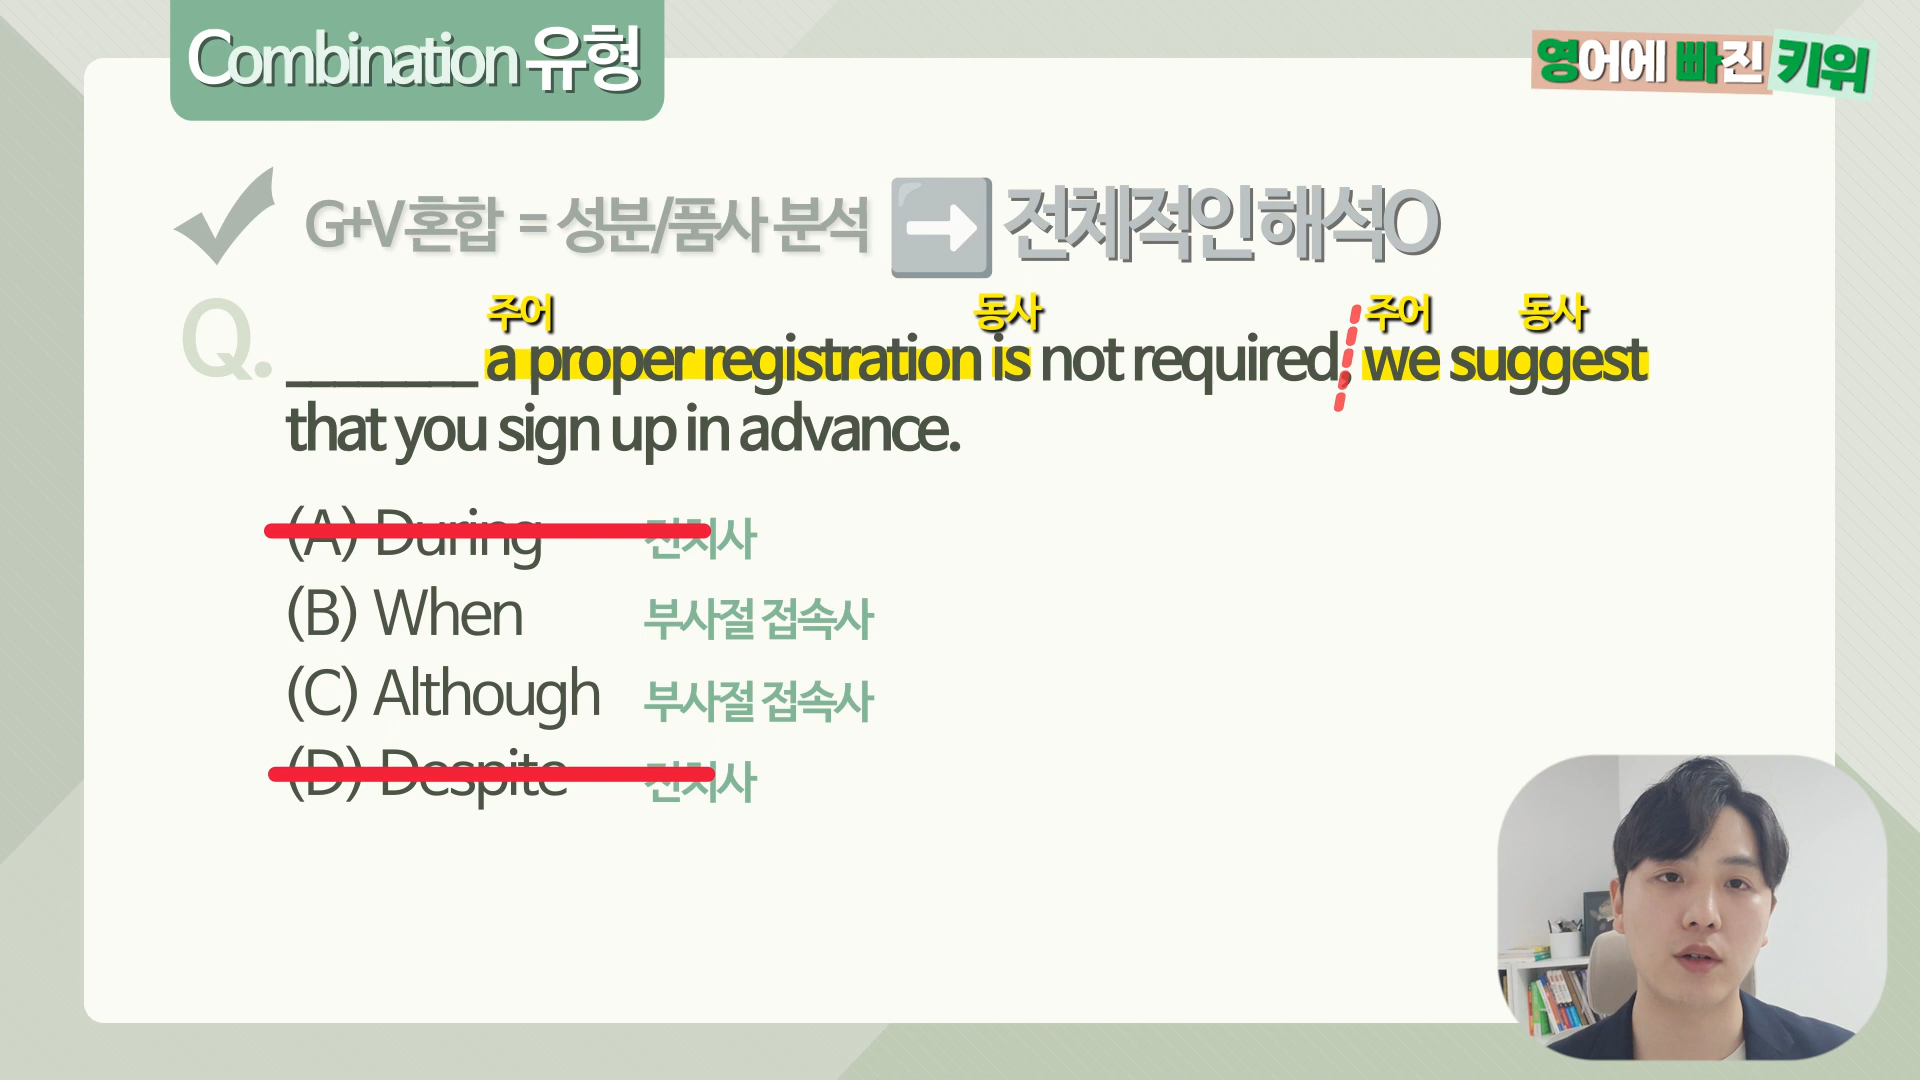 Combination 유형
영어에 빠진 키위
G+V혼합 = 성분/품사 분석 ➡ 전체적인 해석O
주어 동사 주어 동사
Q. ________ a proper registration is not required, we suggest
that you sign up in advance.
(A) During 전치사
(B) When 부사절 접속사
(C) Although 부사절 접속사
(D) Despite 전치사